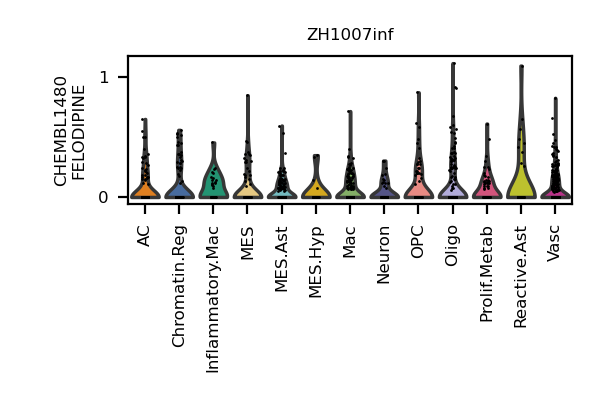 ZH1007inf
CHEMBL1480
FELODIPINE
1
0
AC
Chromatin.Reg
Inflammatory.Mac
MES
MES.Ast
MES.Hyp
Mac
Neuron
OPC
Oligo
Prolif.Metab
Reactive.Ast
Vasc